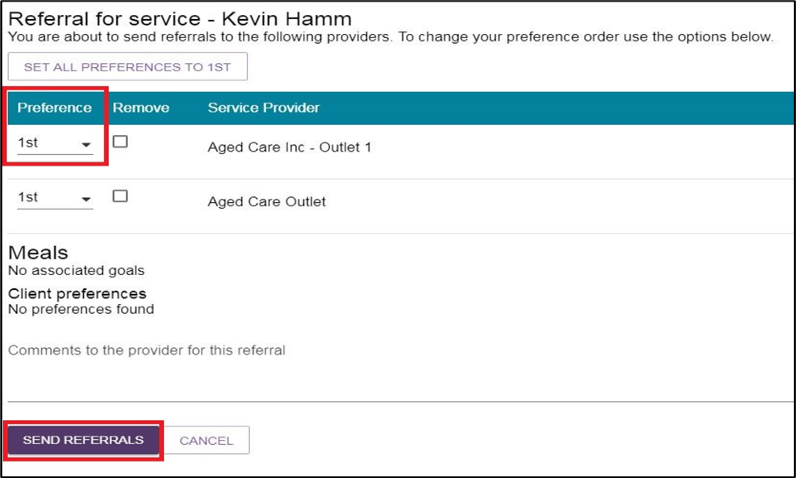 Referral for service - Kevin Hamm
You are about to send referrals to the following providers. To change your preference order use the options below.
SET ALL PREFERENCES TO 1ST
Preference Remove Service Provider
1st Aged Care Inc - Outlet 1
1st Aged Care Outlet
Meals
No associated goals
Client preferences
No preferences found
Comments to the provider for this referral
SEND REFERRALS CANCEL